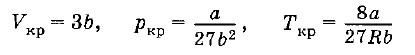 V_кр = 3b, p_кр = a/27b², T_кр = 8a/27Rb